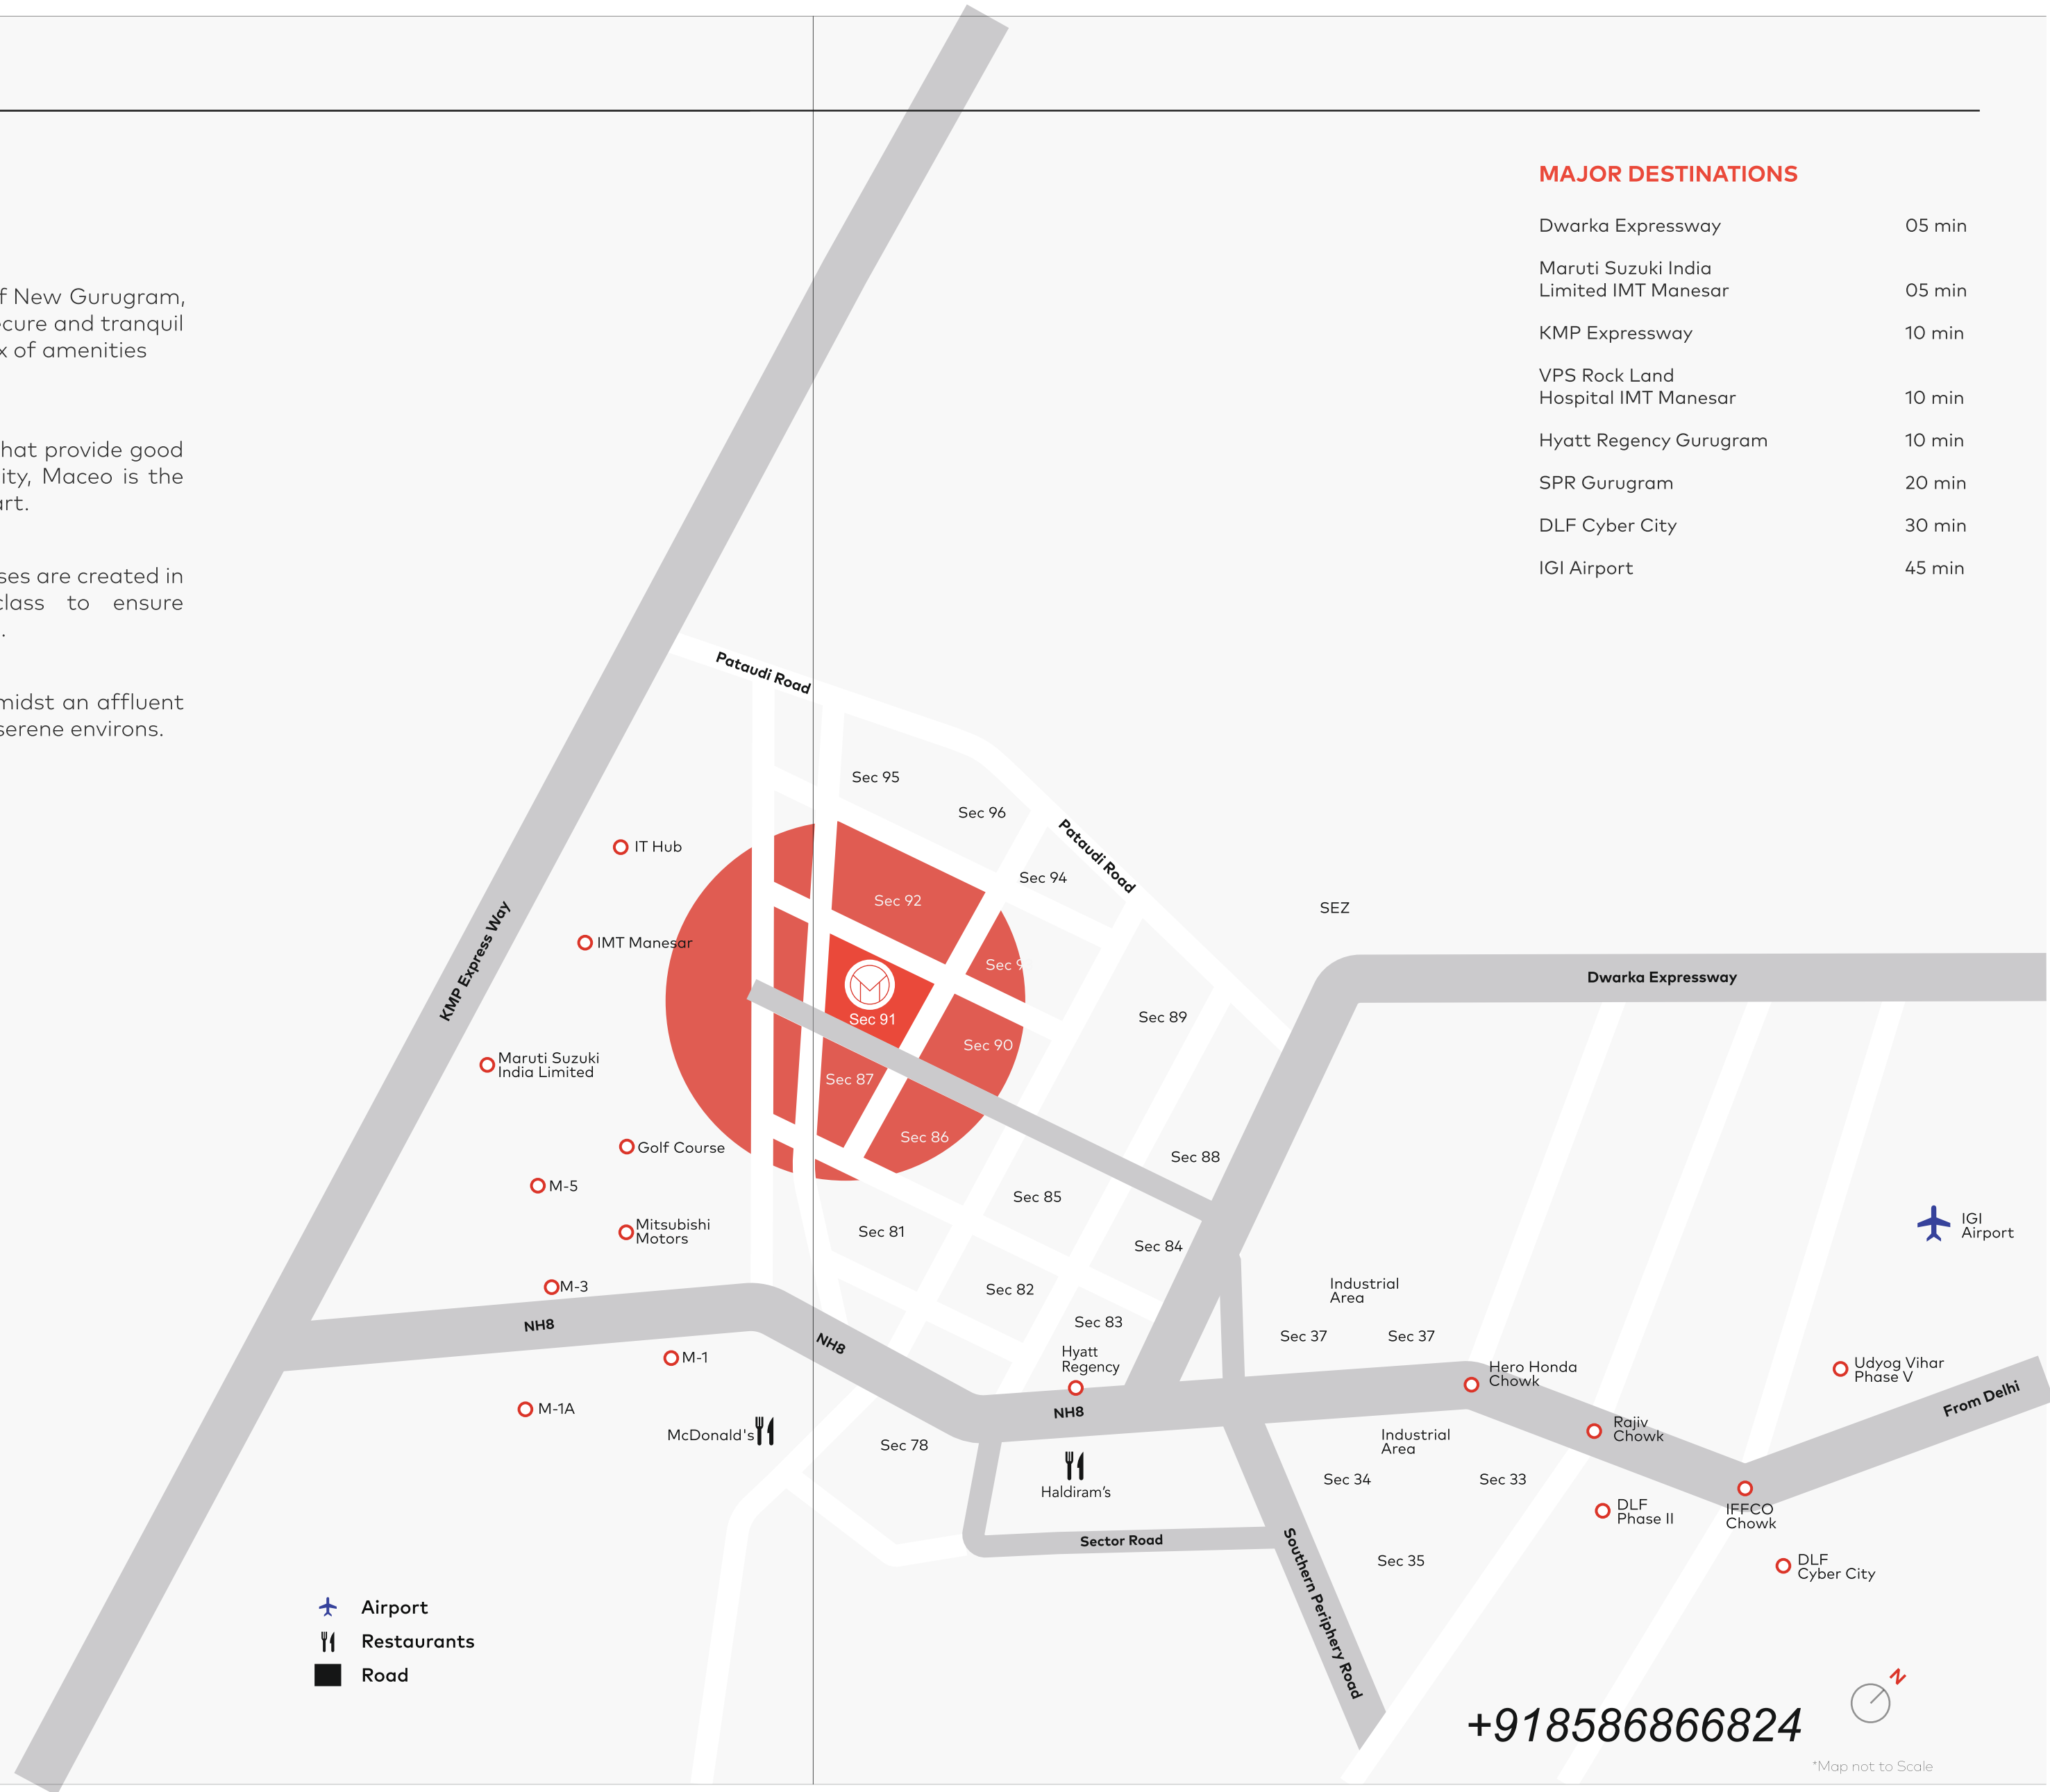 f New Gurugram,
cure and tranquil
x of amenities
hat provide good
ity, Maceo is the
art.
ses are created in
class to ensure
.
midst an affluent
serene environs.
MAJOR DESTINATIONS
Dwarka Expressway 05 min
Maruti Suzuki India
Limited IMT Manesar 05 min
KMP Expressway 10 min
VPS Rock Land
Hospital IMT Manesar 10 min
Hyatt Regency Gurugram 10 min
SPR Gurugram 20 min
DLF Cyber City 30 min
IGI Airport 45 min
Pataudi Road
Sec 95
Sec 96
Pataudi Road
IT Hub
Sec 94
Sec 92
SEZ
KMP Express Way
IMT Manesar
Sec 9
Dwarka Expressway
Sec 91
Sec 89
Sec 90
Maruti Suzuki
India Limited
Sec 87
Sec 86
Golf Course
Sec 88
M-5
Sec 85
Mitsubishi
Motors
Sec 81
Sec 84
IGI
Airport
M-3
Sec 82
Industrial
Area
NH8
NH8
Sec 83
Sec 37
Sec 37
M-1
Hyatt
Regency
Hero Honda
Chowk
Udyog Vihar
Phase V
M-1A
NH8
From Delhi
McDonald's
Sec 78
Industrial
Area
Rajiv
Chowk
Haldiram's
Sec 34
Sec 33
DLF
Phase II
IFFCO
Chowk
Sector Road
Southern Periphery Road
Sec 35
DLF
Cyber City
Airport
Restaurants
Road
N
+918586866824
*Map not to Scale